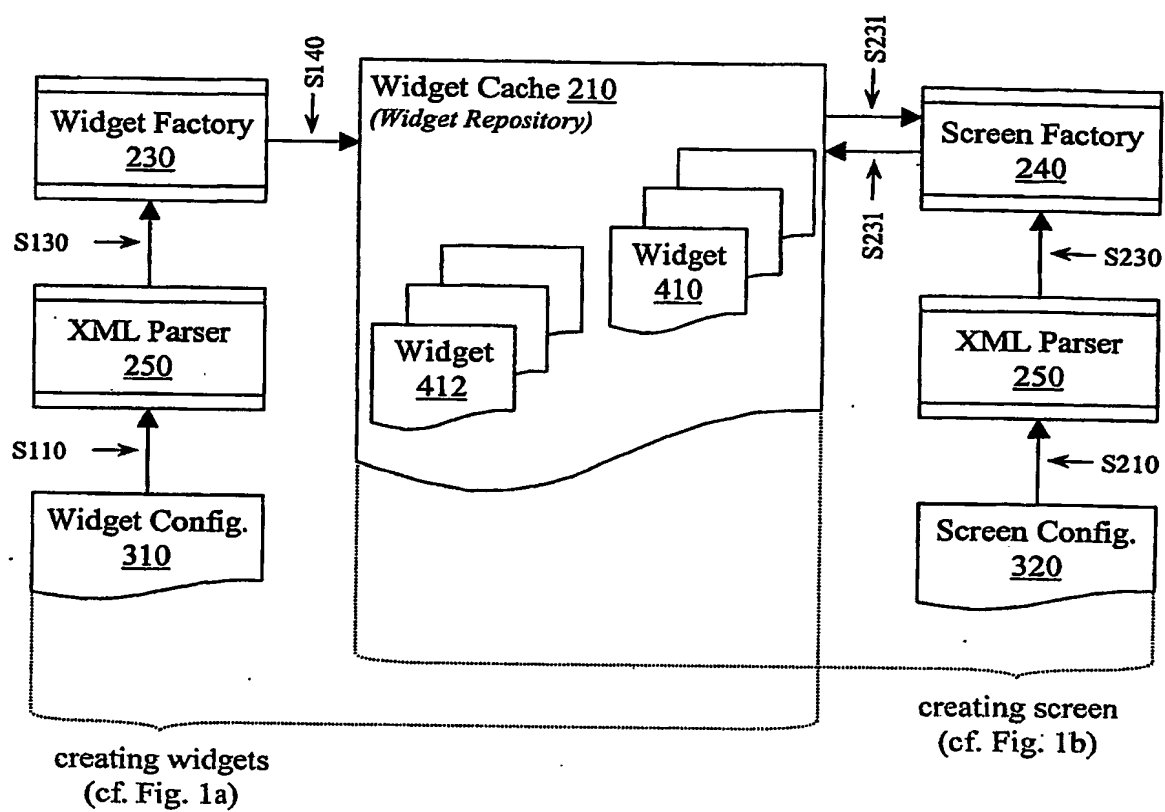 S140
S231
Widget Factory
230
Widget Cache 210
(Widget Repository)
Screen Factory
240
S231
S130
S230
Widget
410
XML Parser
250
Widget
412
XML Parser
250
S110
S210
Widget Config.
310
Screen Config.
320
creating widgets
(cf. Fig. 1a)
creating screen
(cf. Fig. 1b)